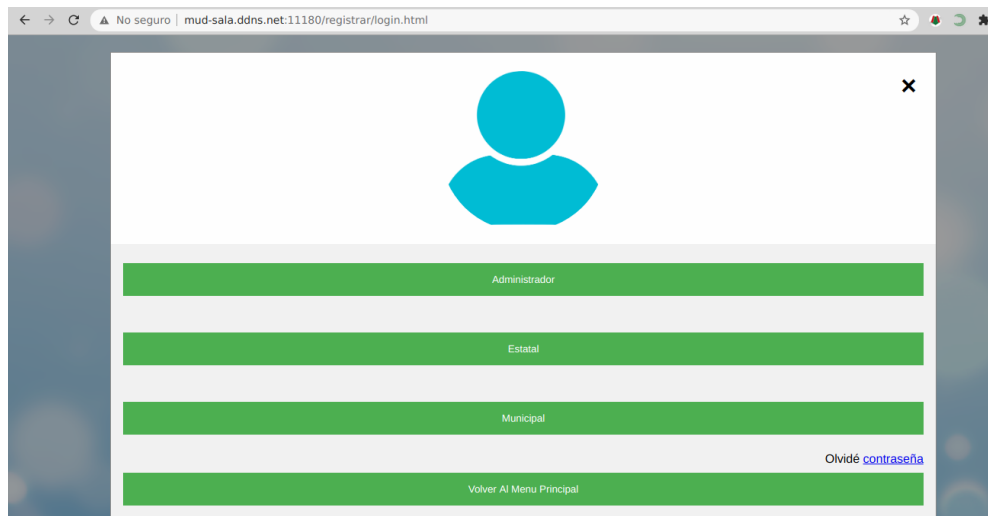 No seguro | mud-sala.ddns.net:11180/registrar/login.html
×
Administrador
Estatal
Municipal
Olvidé contraseña
Volver Al Menu Principal